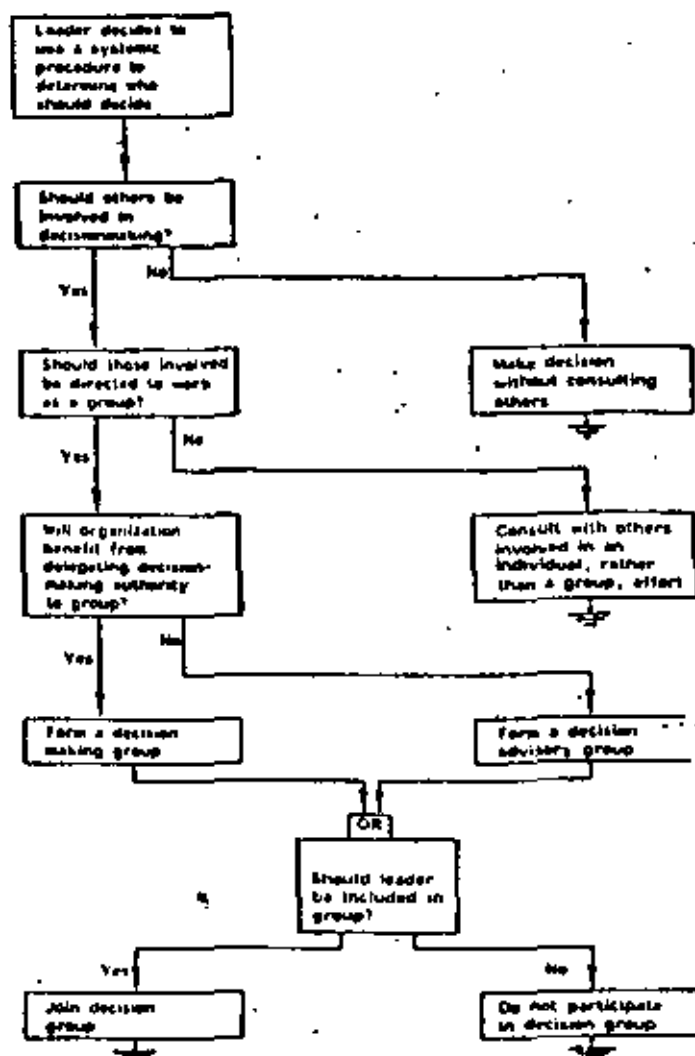 Leader decides to
use a systemic
procedure to
determine who
should decide
Should others be
involved in
decisionmaking?
Yes
No
Should those involved
be directed to work
as a group?
Make decision
without consulting
others
Yes
No
Will organization
benefit from
delegating decision-
making authority
to group?
Consult with others
involved in an
individual, rather
than a group, effort
Yes
No
Form a decision
making group
Form a decision
advisory group
OR
Should leader
be included in
group?
Yes
No
Join decision
group
Do not participate
in decision group